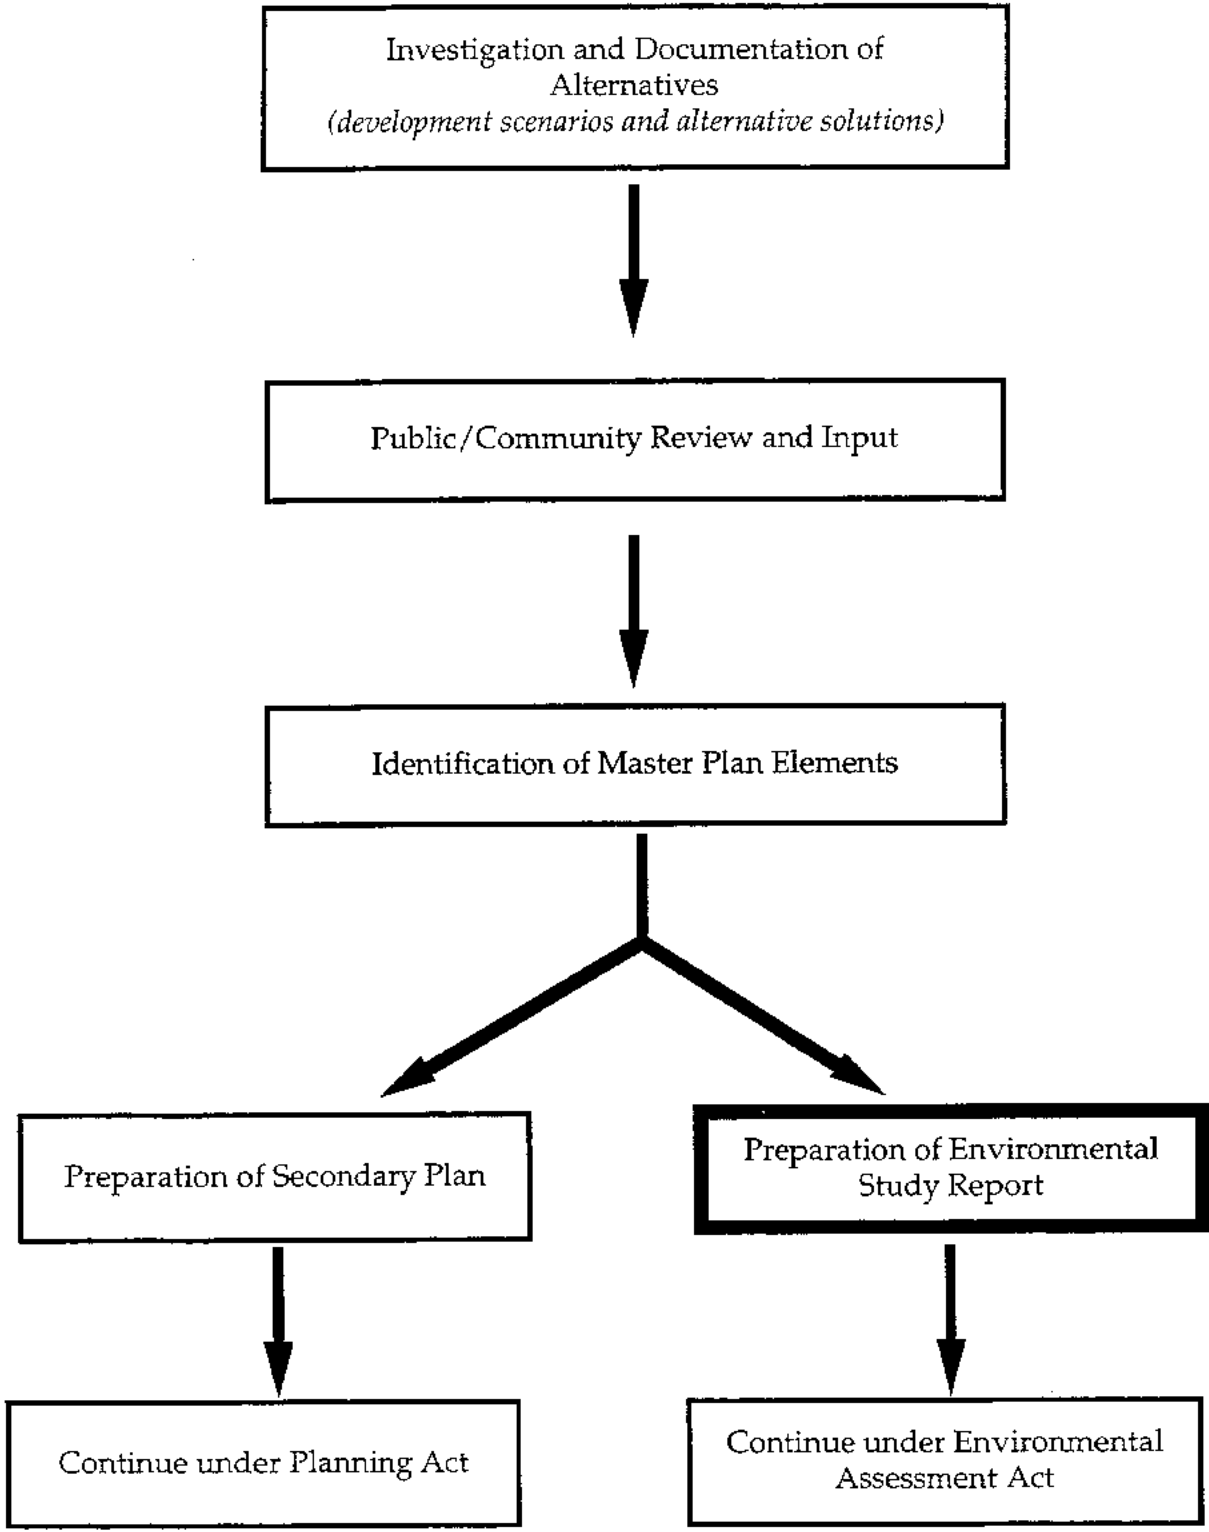 Investigation and Documentation of
Alternatives
(development scenarios and alternative solutions)
Public/Community Review and Input
Identification of Master Plan Elements
Preparation of Secondary Plan
Preparation of Environmental
Study Report
Continue under Planning Act
Continue under Environmental
Assessment Act